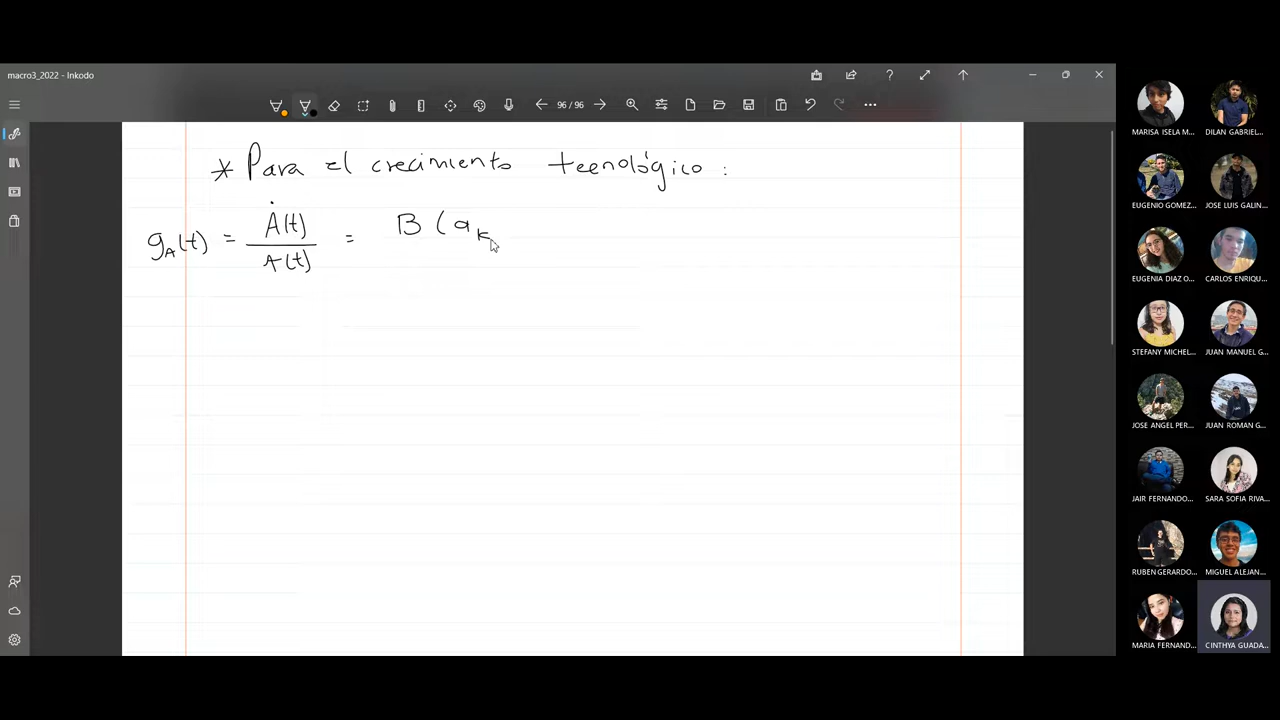 macro3_2022 - Inkodo
96 / 96
* Para el crecimiento tecnológico :
g_A(t) = Ȧ(t) / A(t) = B ( a_K
MARISA ISELA M...
DILAN GABRIEL...
EUGENIO GOMEZ...
JOSE LUIS GALIN...
EUGENIA DIAZ O...
CARLOS ENRIQU...
STEFANY MICHEL...
JUAN MANUEL G...
JOSE ANGEL PER...
JUAN ROMAN G...
JAIR FERNANDO...
SARA SOFIA RIVA...
RUBEN GERARDO...
MIGUEL ALEJAN...
MARIA FERNAND...
CINTHYA GUADA...